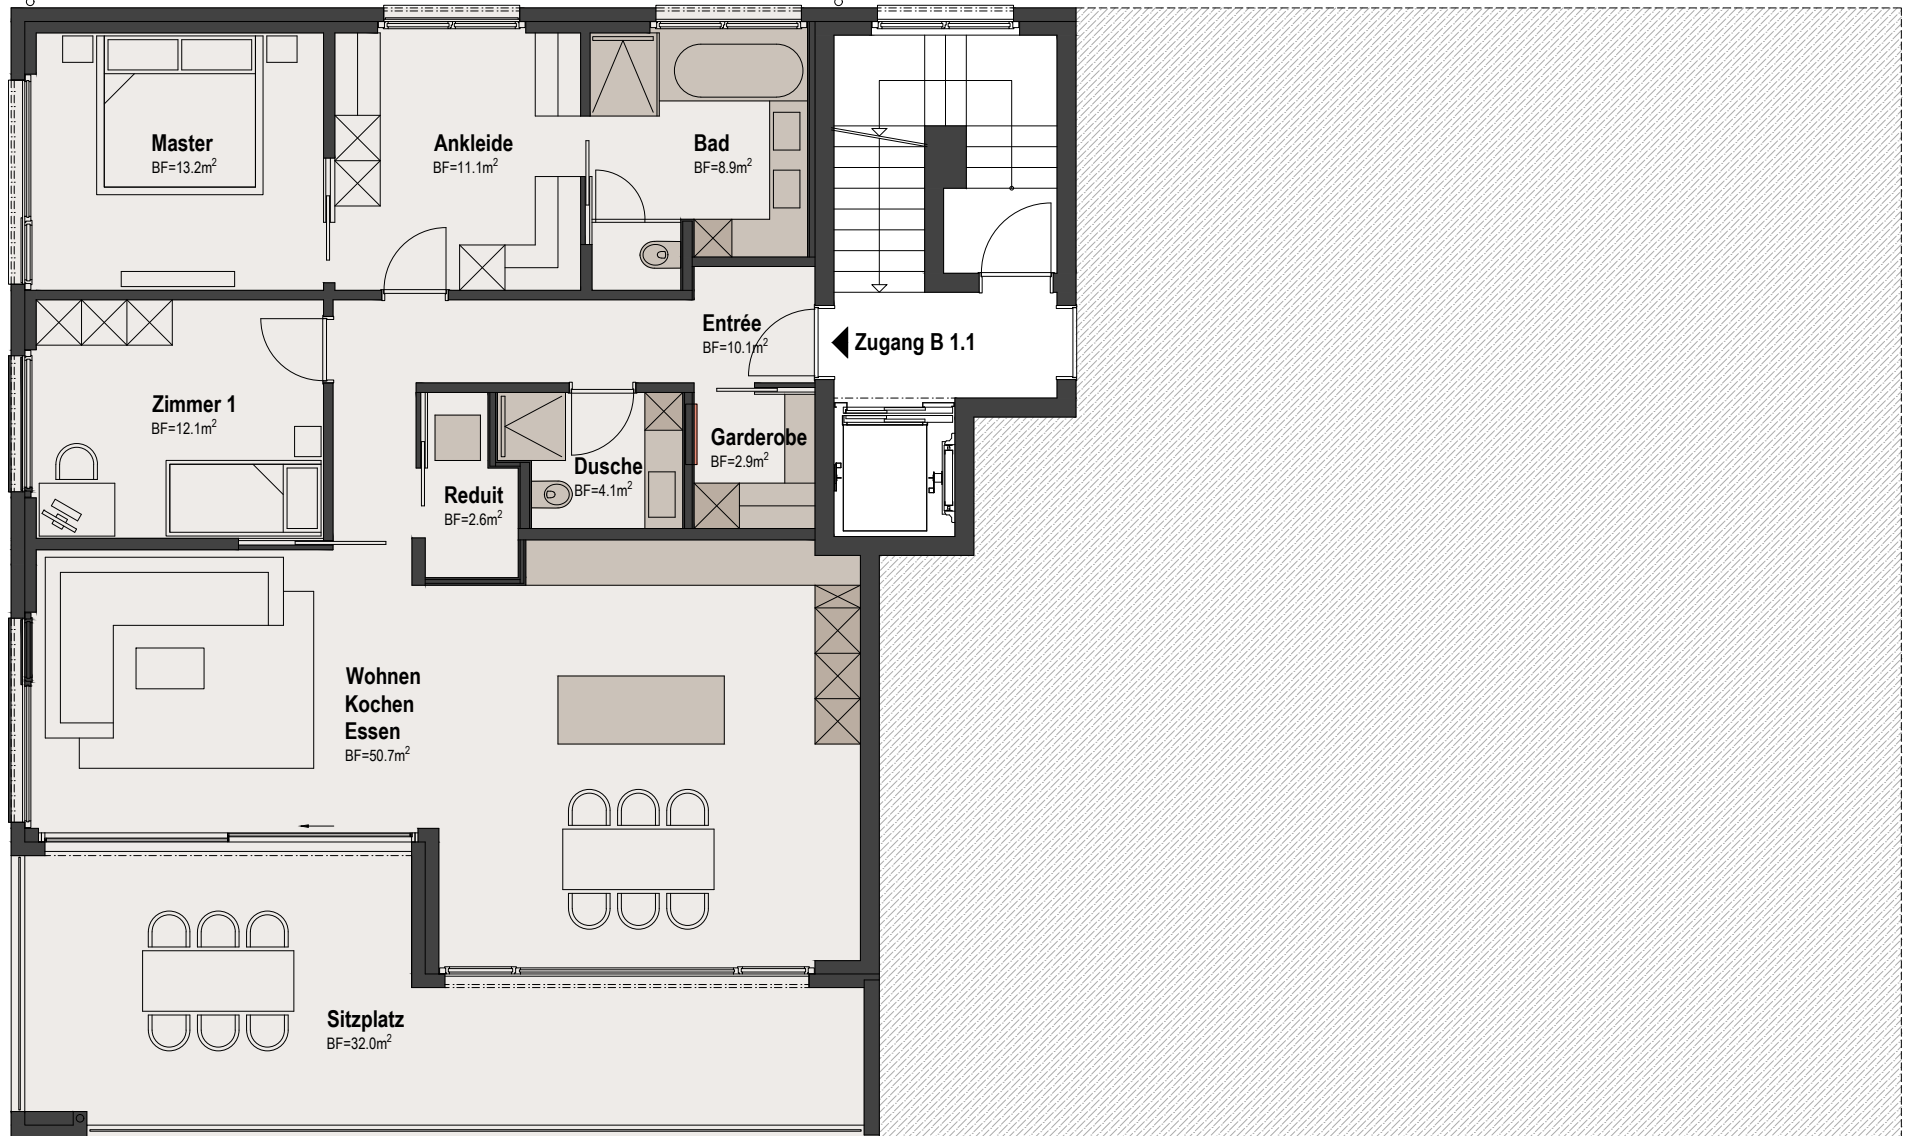 Master
BF=13.2m²
Ankleide
BF=11.1m²
Bad
BF=8.9m²
Entrée
BF=10.1m²
Zugang B 1.1
Zimmer 1
BF=12.1m²
Garderobe
BF=2.9m²
Dusche
BF=4.1m²
Reduit
BF=2.6m²
Wohnen
Kochen
Essen
BF=50.7m²
Sitzplatz
BF=32.0m²